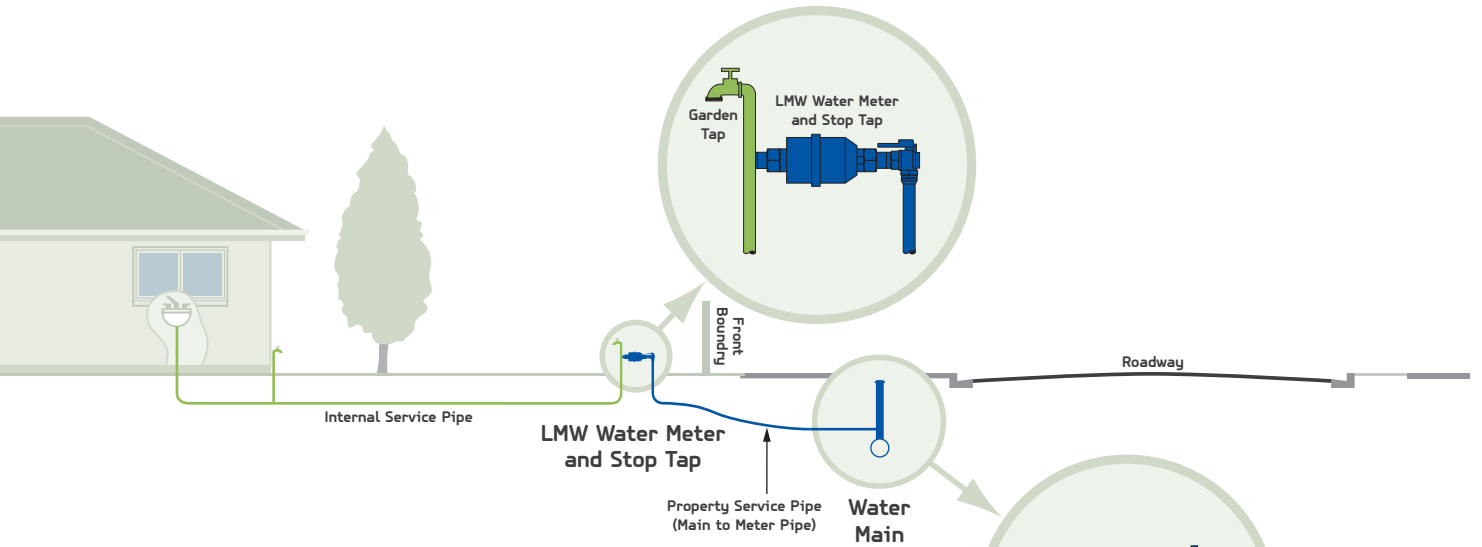 Garden
Tap
LMW Water Meter
and Stop Tap
Front
Boundry
Roadway
Internal Service Pipe
LMW Water Meter
and Stop Tap
Property Service Pipe
(Main to Meter Pipe)
Water
Main